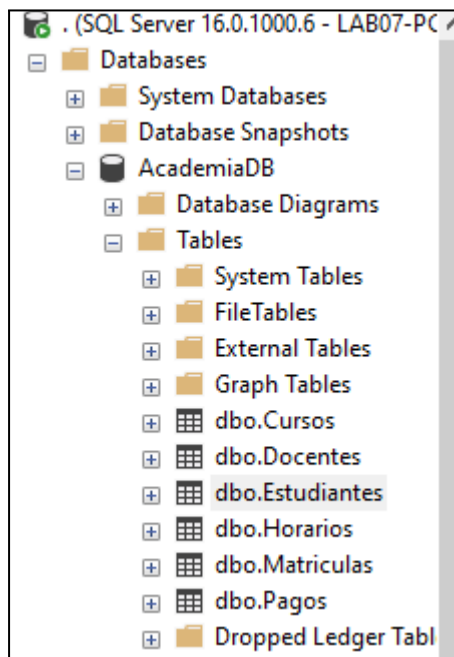 . (SQL Server 16.0.1000.6 - LAB07-PC
Databases
System Databases
Database Snapshots
AcademiaDB
Database Diagrams
Tables
System Tables
FileTables
External Tables
Graph Tables
dbo.Cursos
dbo.Docentes
dbo.Estudiantes
dbo.Horarios
dbo.Matriculas
dbo.Pagos
Dropped Ledger Tabl